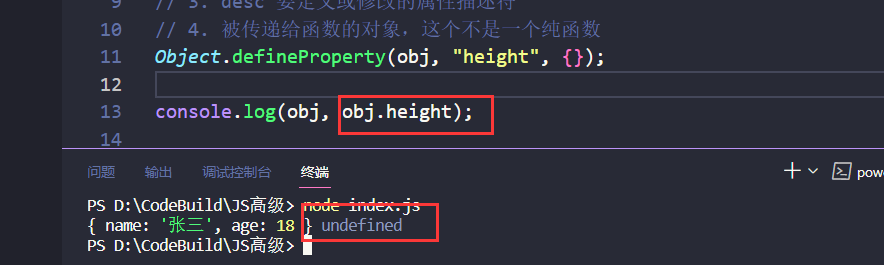 9 // 3. desc 要定义或修改的属性描述符
10 // 4. 被传递给函数的对象，这个不是一个纯函数
11 Object.defineProperty(obj, "height", {});
12
13 console.log(obj, obj.height);
14
问题 输出 调试控制台 终端 pow
PS D:\CodeBuild\JS高级> node index.js
{ name: '张三', age: 18 } undefined
PS D:\CodeBuild\JS高级>